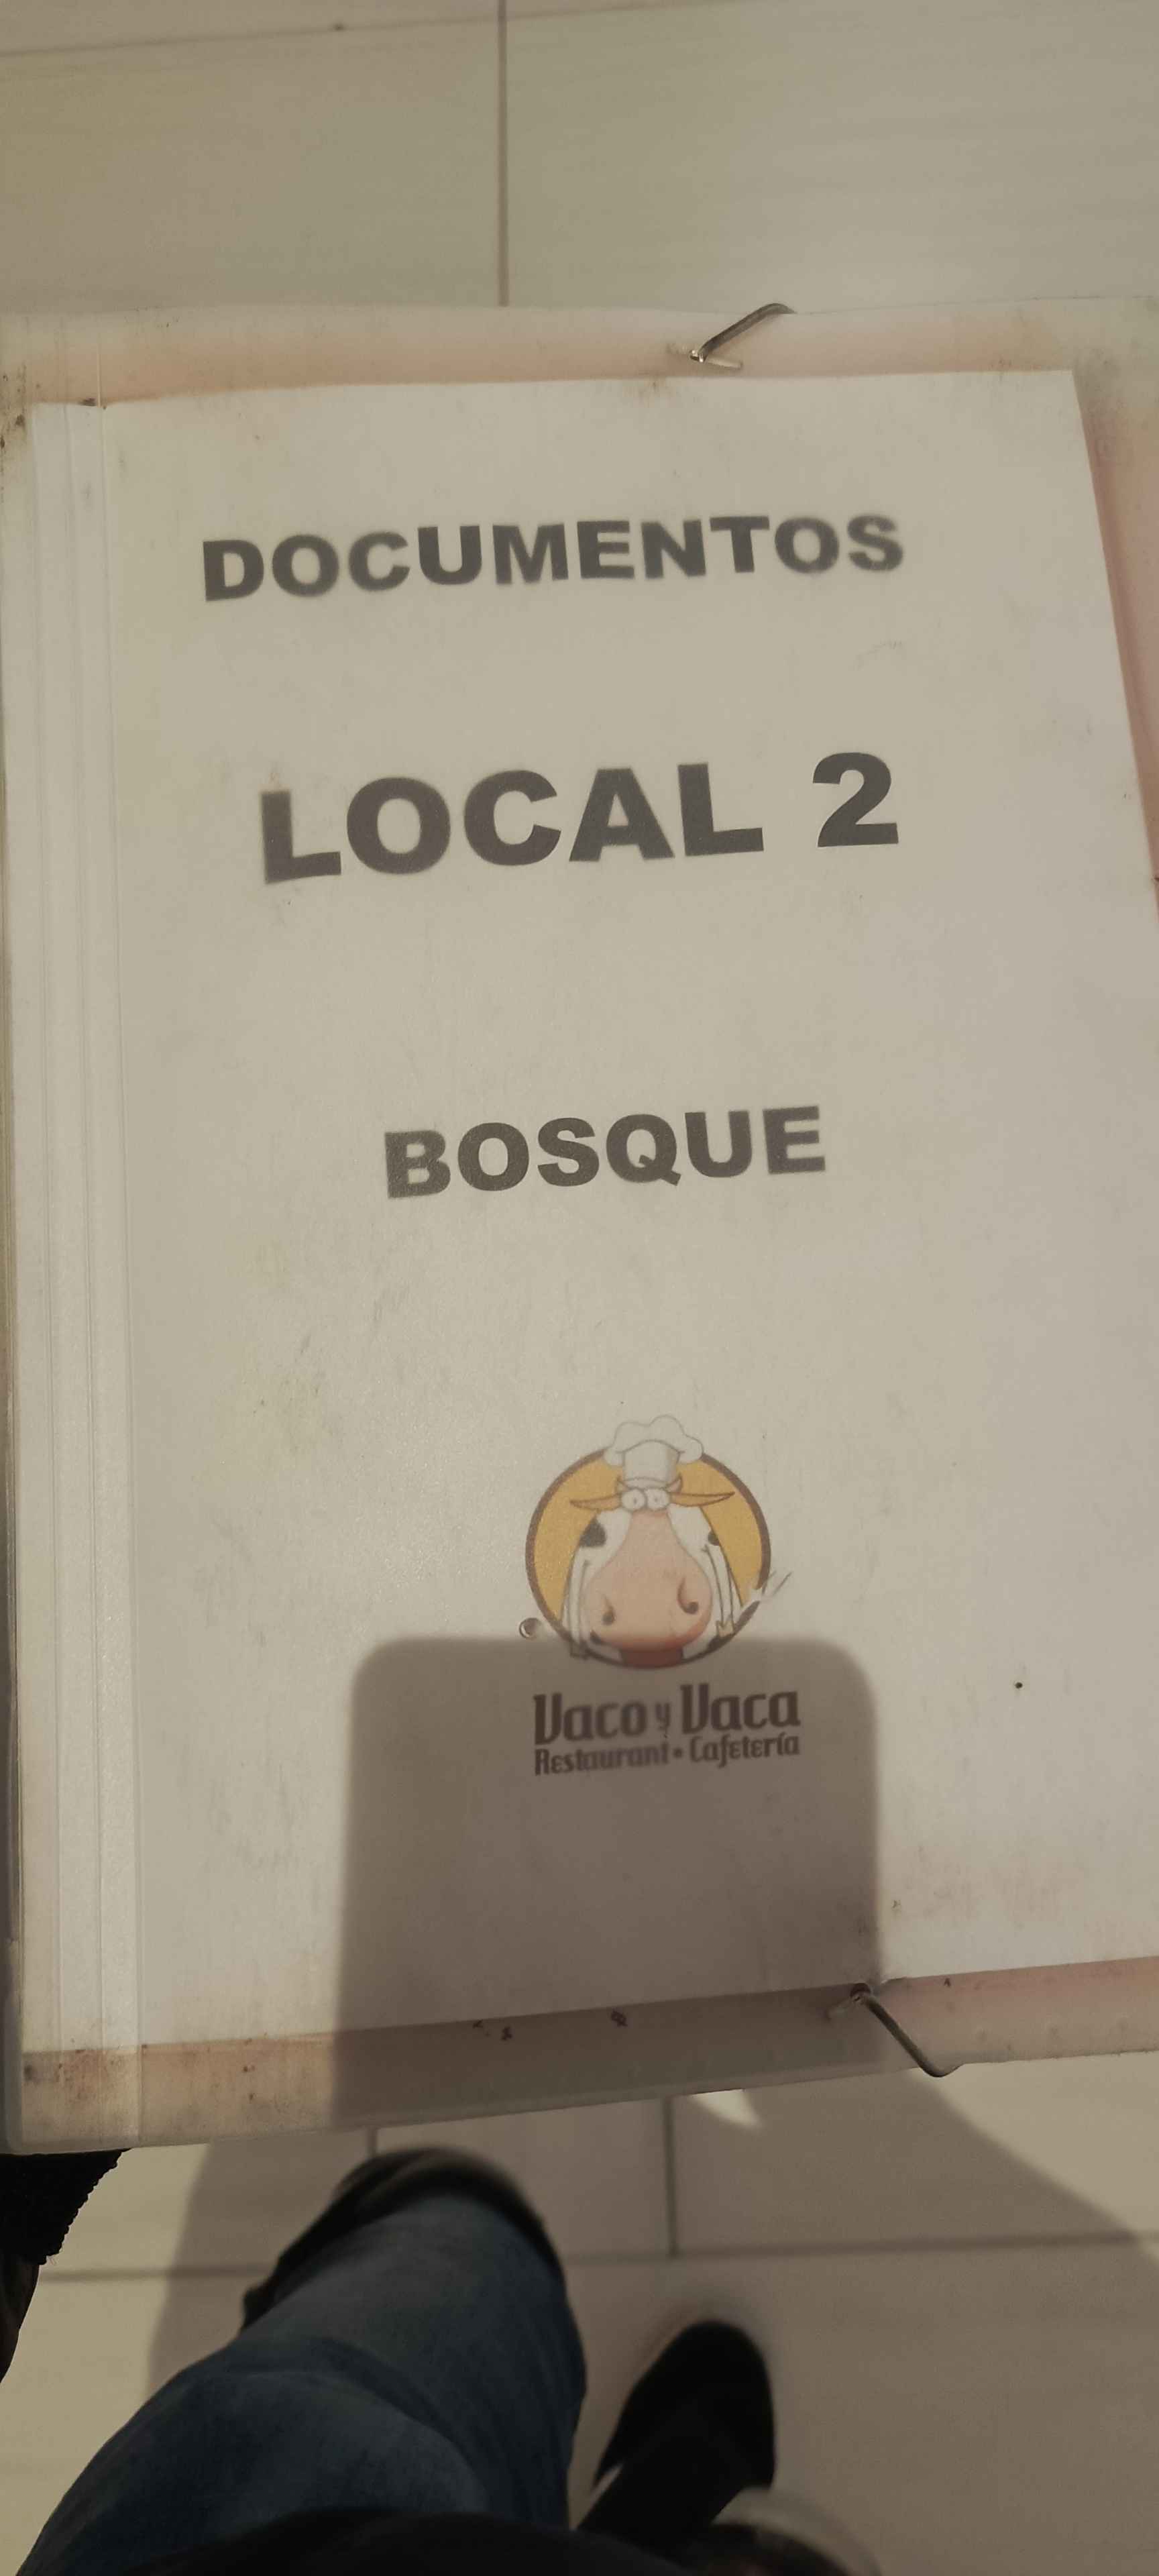 DOCUMENTOS
LOCAL 2
BOSQUE
Vaco y Vaca
Restaurant • Cafetería